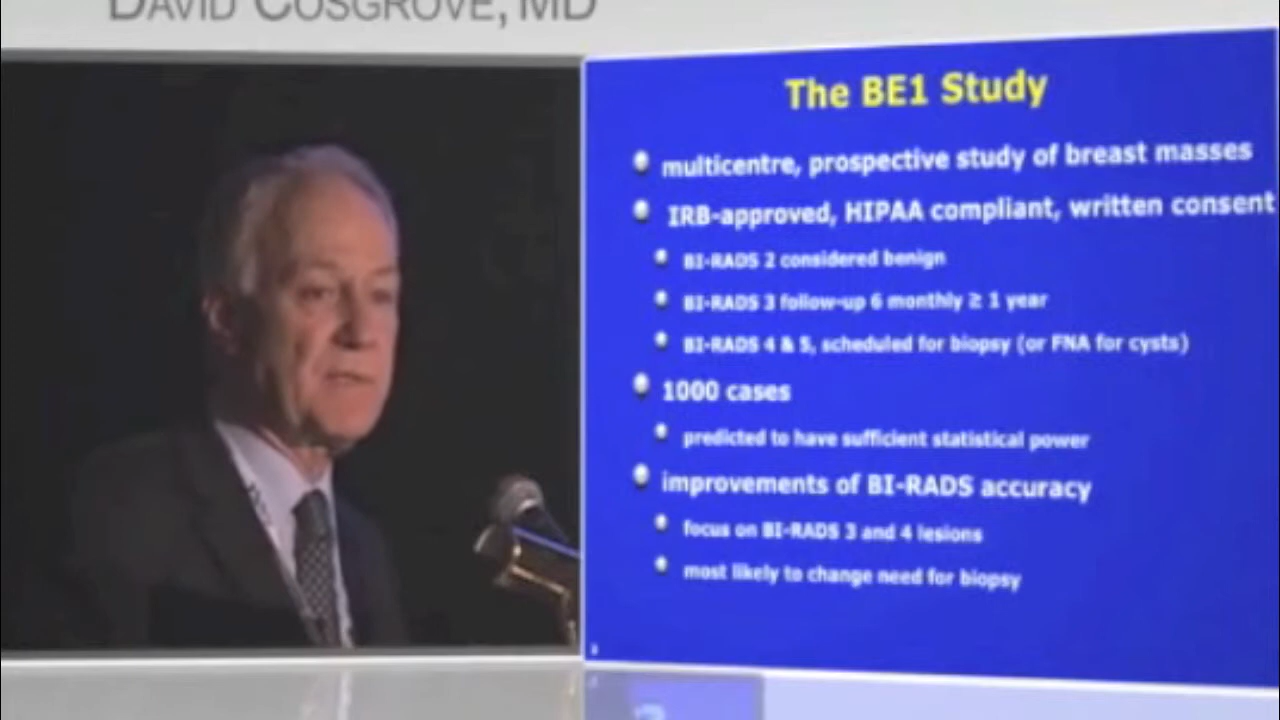 DAVID COSGROVE, MD
The BE1 Study
multicentre, prospective study of breast masses
IRB-approved, HIPAA compliant, written consent
BI-RADS 2 considered benign
BI-RADS 3 follow-up 6 monthly ≥ 1 year
BI-RADS 4 & 5, scheduled for biopsy (or FNA for cysts)
1000 cases
predicted to have sufficient statistical power
improvements of BI-RADS accuracy
focus on BI-RADS 3 and 4 lesions
most likely to change need for biopsy